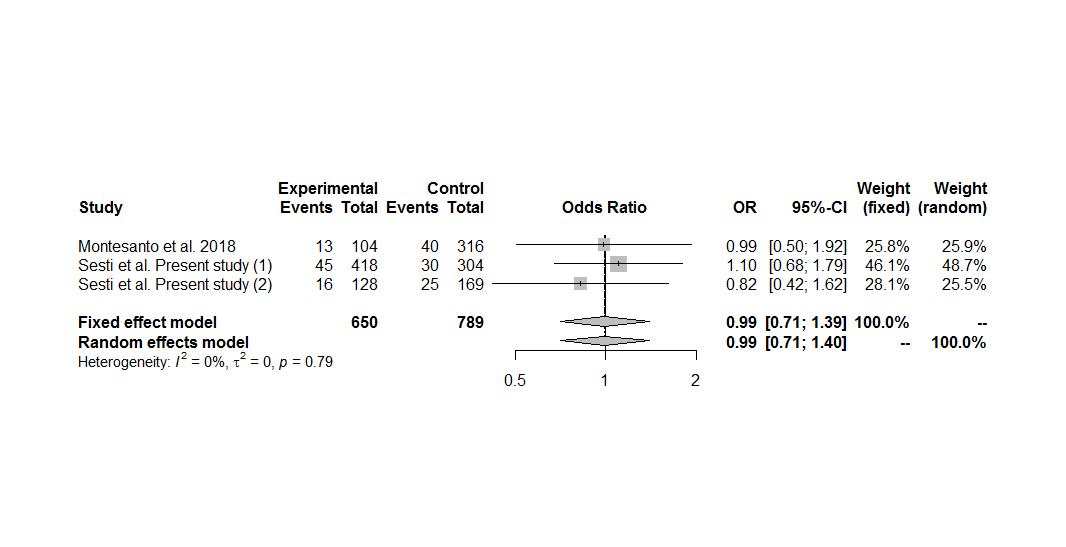 Experimental Control Weight Weight
Study Events Total Events Total Odds Ratio OR 95%-CI (fixed) (random)
Montesanto et al. 2018 13 104 40 316 0.99 [0.50; 1.92] 25.8% 25.9%
Sesti et al. Present study (1) 45 418 30 304 1.10 [0.68; 1.79] 46.1% 48.7%
Sesti et al. Present study (2) 16 128 25 169 0.82 [0.42; 1.62] 28.1% 25.5%
Fixed effect model 650 789 0.99 [0.71; 1.39] 100.0% --
Random effects model 0.99 [0.71; 1.40] -- 100.0%
Heterogeneity: I² = 0%, τ² = 0, p = 0.79
0.5 1 2